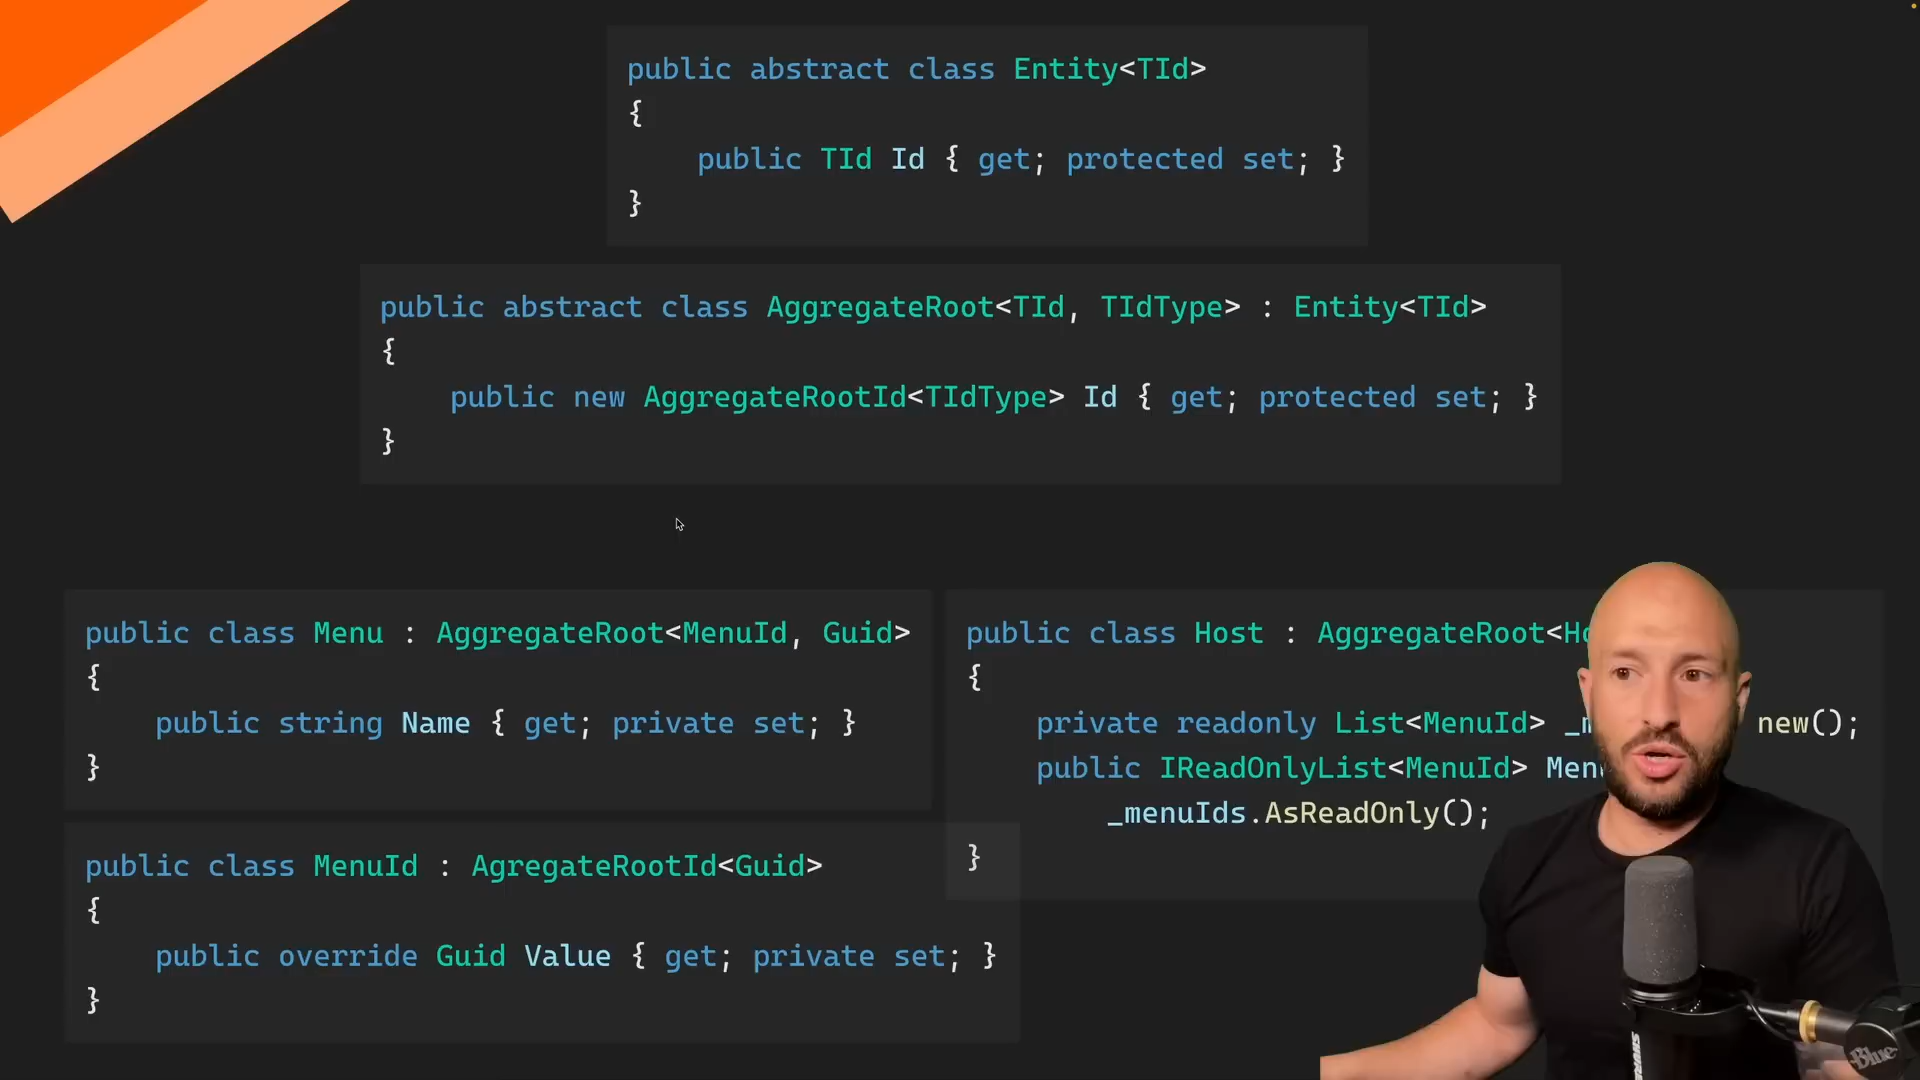 public abstract class Entity<TId>
{
public TId Id { get; protected set; }
}
public abstract class AggregateRoot<TId, TIdType> : Entity<TId>
{
public new AggregateRootId<TIdType> Id { get; protected set; }
}
public class Menu : AggregateRoot<MenuId, Guid>
{
public string Name { get; private set; }
}
public class MenuId : AgregateRootId<Guid>
{
public override Guid Value { get; private set; }
}
public class Host : AggregateRoot<
{
private readonly List<MenuId> new();
public IReadOnlyList<MenuId>
_menuIds.AsReadOnly();
}
Blue